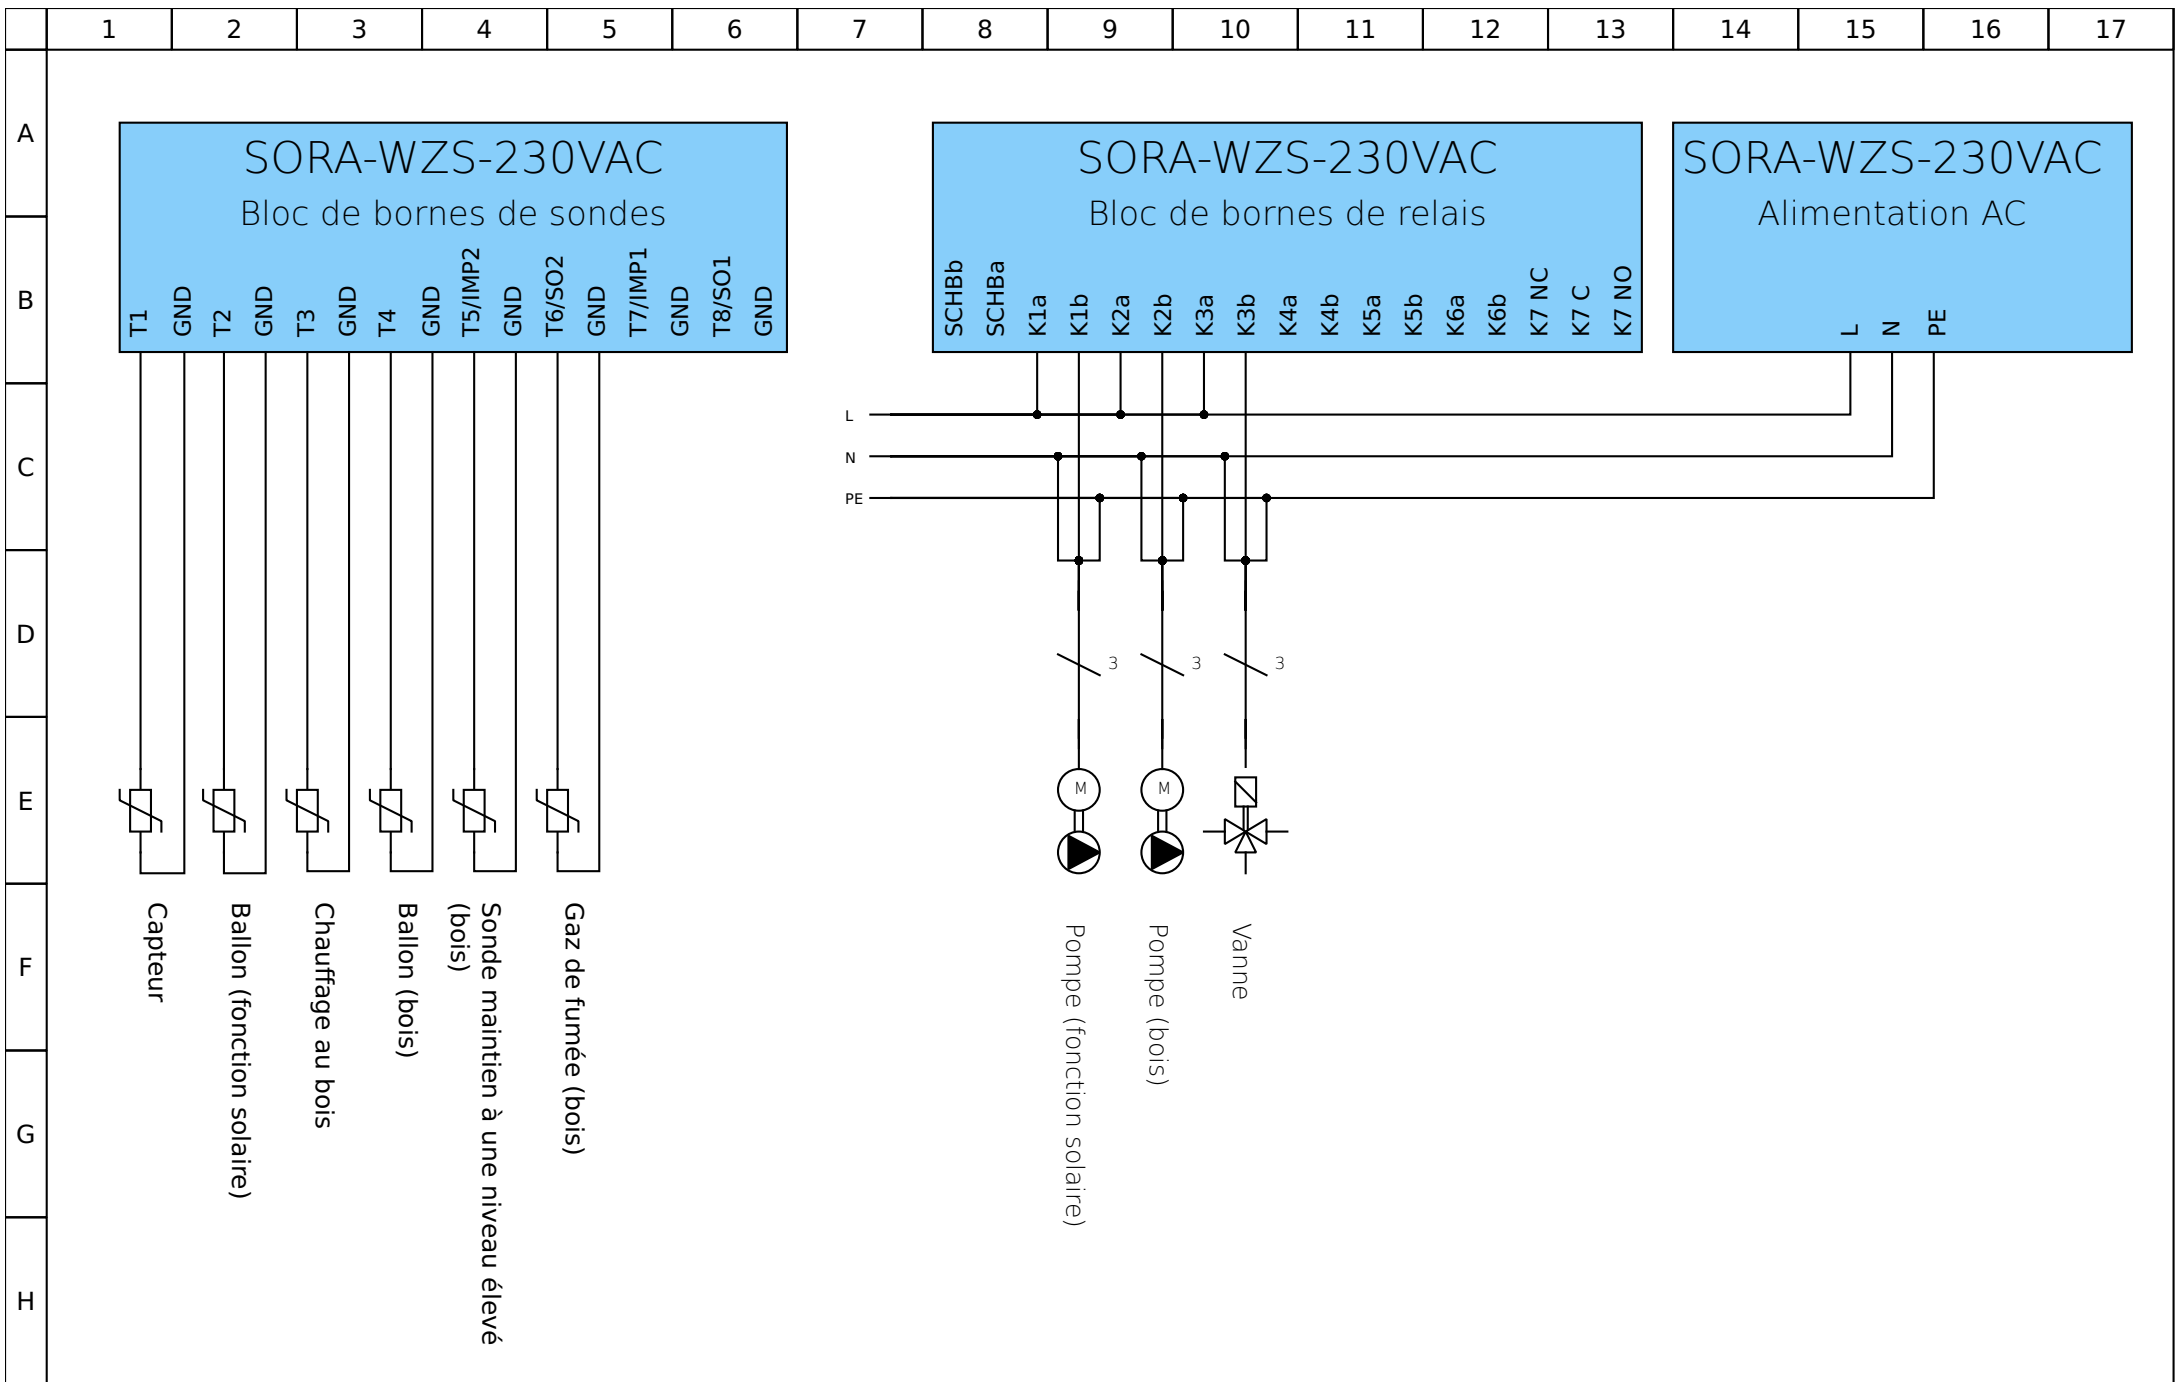 1 2 3 4 5 6 7 8 9 10 11 12 13 14 15 16 17
A
B
C
D
E
F
G
H
SORA-WZS-230VAC
Bloc de bornes de sondes
T1
GND
T2
GND
T3
GND
T4
GND
T5/IMP2
GND
T6/SO2
GND
T7/IMP1
GND
T8/SO1
GND
SORA-WZS-230VAC
Bloc de bornes de relais
SCHBb
SCHBa
K1a
K1b
K2a
K2b
K3a
K3b
K4a
K4b
K5a
K5b
K6a
K6b
K7 NC
K7 C
K7 NO
SORA-WZS-230VAC
Alimentation AC
L
N
PE
L
N
PE
3
3
3
M
M
Capteur
Ballon (fonction solaire)
Chauffage au bois
Ballon (bois)
Sonde maintien à une niveau élevé
(bois)
Gaz de fumée (bois)
Pompe (fonction solaire)
Pompe (bois)
Vanne